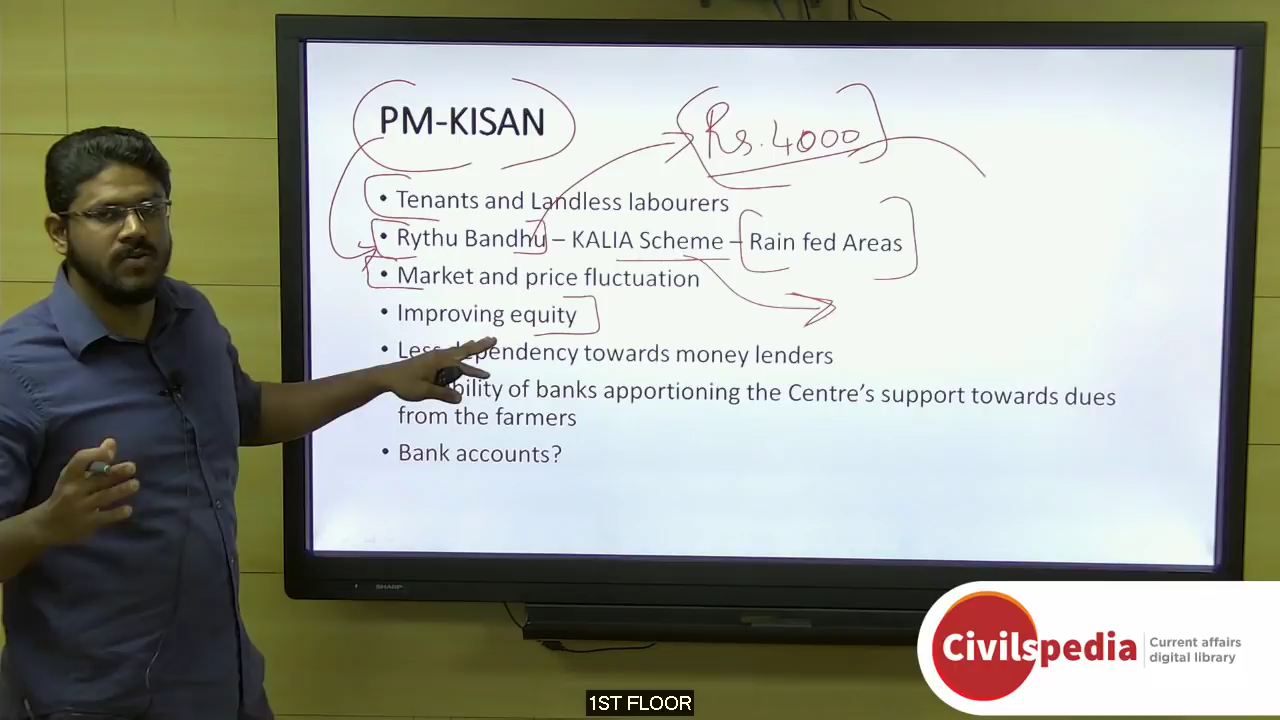 PM-KISAN
Rs. 4000
• Tenants and Landless labourers
• Rythu Bandhu – KALIA Scheme – Rain fed Areas
• Market and price fluctuation
• Improving equity
• Less dependency towards money lenders
bility of banks apportioning the Centre's support towards dues
from the farmers
• Bank accounts?
SHARP
Civilspedia
Current affairs
digital library
1ST FLOOR